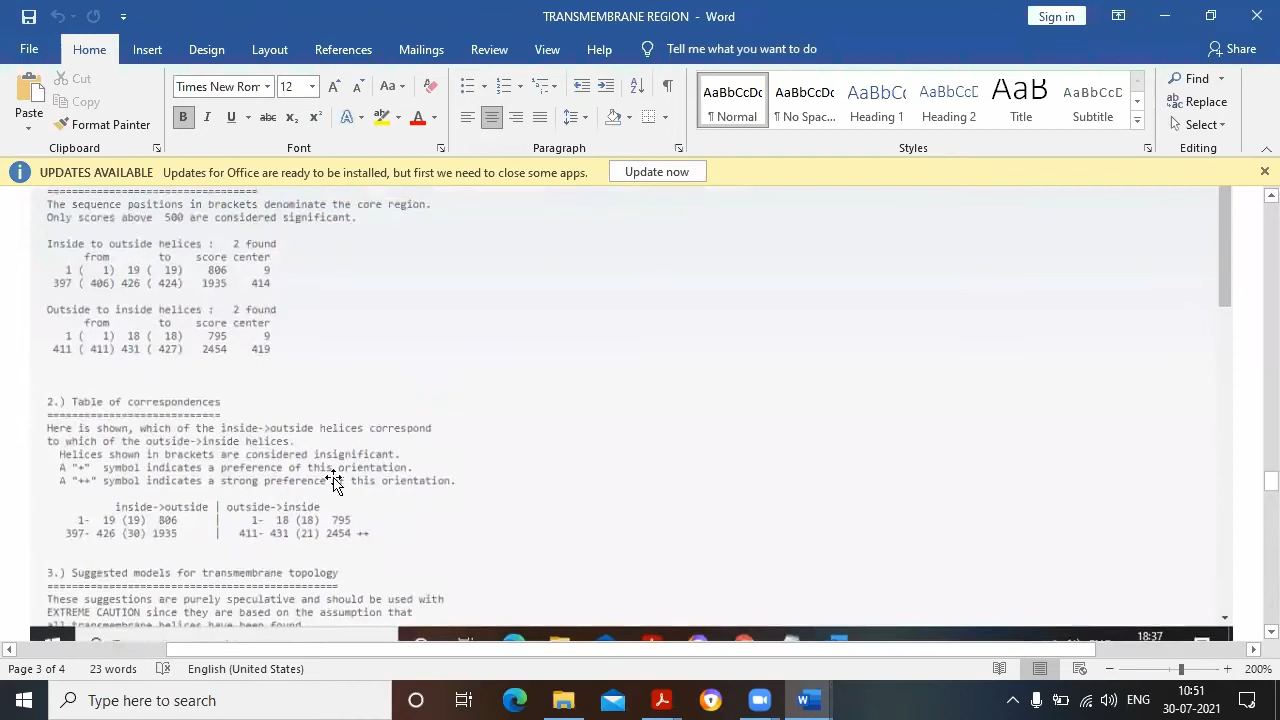 TRANSMEMBRANE REGION - Word
Sign in
File Home Insert Design Layout References Mailings Review View Help Tell me what you want to do Share
Paste
Cut
Copy
Format Painter
Clipboard
Times New Rom 12
Font
Paragraph
AaBbCcDc AaBbCcDc AaBbCc AaBbCcD AaB AaBbCcD
¶ Normal ¶ No Spac... Heading 1 Heading 2 Title Subtitle
Styles
Find
Replace
Select
Editing
UPDATES AVAILABLE Updates for Office are ready to be installed, but first we need to close some apps. Update now
==================================
The sequence positions in brackets denominate the core region.
Only scores above 500 are considered significant.
Inside to outside helices : 2 found
from to score center
1 ( 1) 19 ( 19) 806 9
397 ( 406) 426 ( 424) 1935 414
Outside to inside helices : 2 found
from to score center
1 ( 1) 18 ( 18) 795 9
411 ( 411) 431 ( 427) 2454 419
2.) Table of correspondences
============================
Here is shown, which of the inside->outside helices correspond
to which of the outside->inside helices.
Helices shown in brackets are considered insignificant.
A "+" symbol indicates a preference of this orientation.
A "++" symbol indicates a strong preference this orientation.
inside->outside | outside->inside
1- 19 (19) 806 | 1- 18 (18) 795
397- 426 (30) 1935 | 411- 431 (21) 2454 ++
3.) Suggested models for transmembrane topology
===============================================
These suggestions are purely speculative and should be used with
EXTREME CAUTION since they are based on the assumption that
all transmembrane helices have been found.
18:37
Page 3 of 4 23 words English (United States) 200%
Type here to search
ENG
10:51
30-07-2021